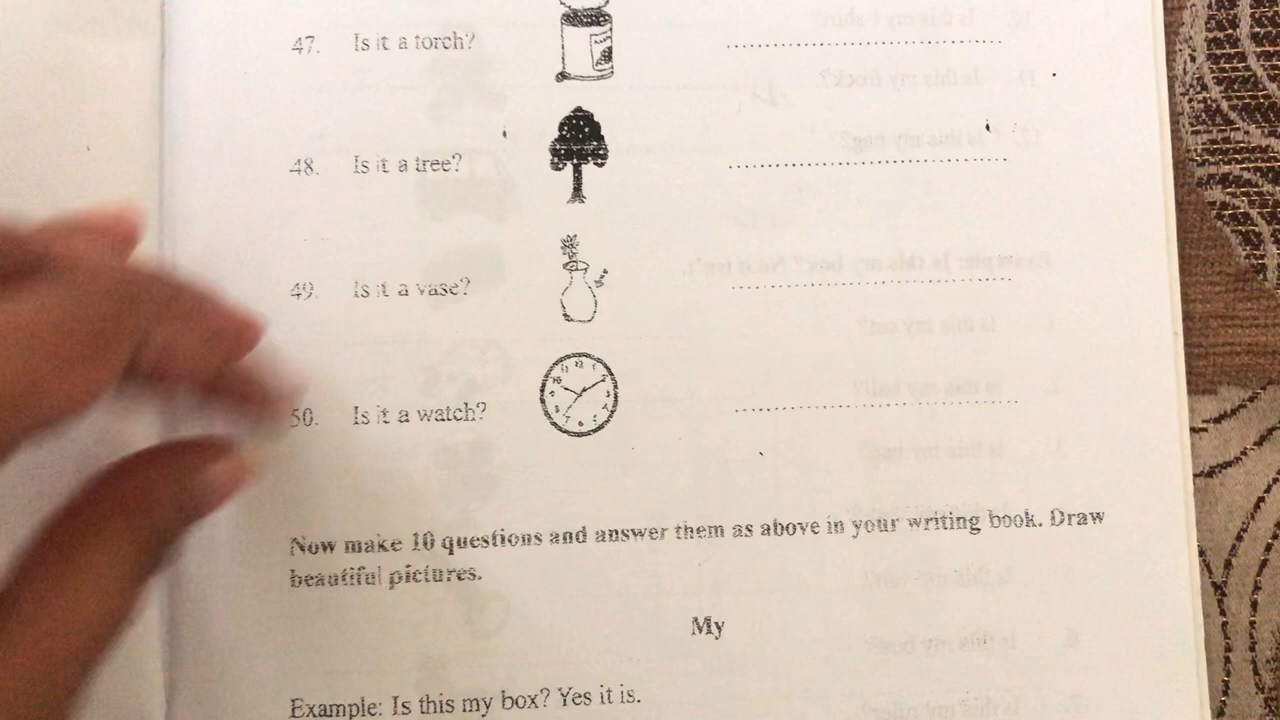 47. Is it a torch?
48. Is it a tree?
49. Is it a vase?
50. Is it a watch?
Now make 10 questions and answer them as above in your writing book. Draw
beautiful pictures.
My
Example: Is this my box? Yes it is.